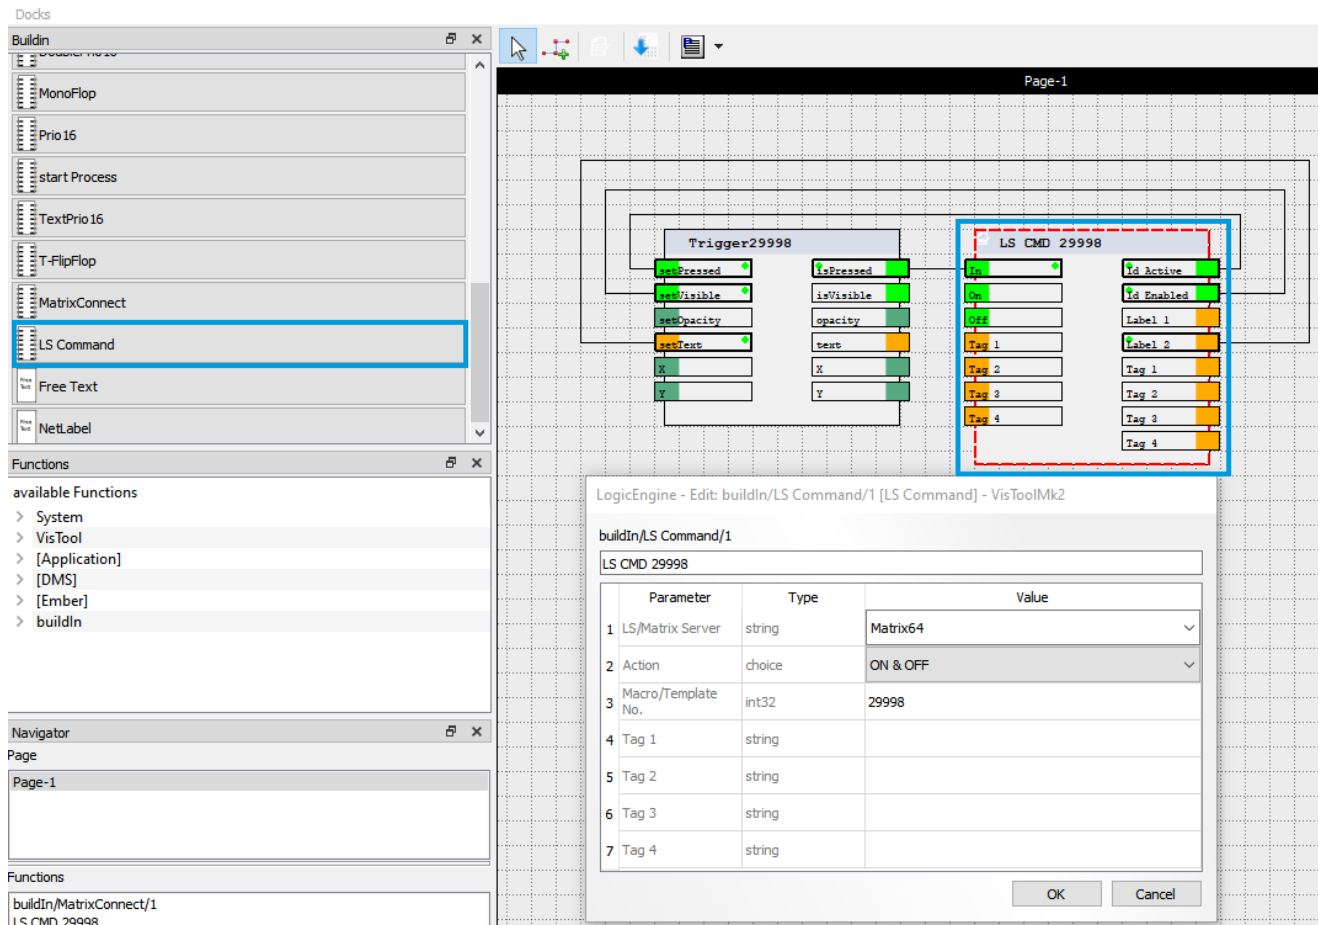 Docks
Buildin
MonoFlop
Prio16
start Process
TextPrio16
T-FlipFlop
MatrixConnect
LS Command
Free Text
Free Text
NetLabel
Functions
available Functions
System
VisTool
[Application]
[DMS]
[Ember]
buildIn
Navigator
Page
Page-1
Functions
buildIn/MatrixConnect/1
LS CMD 29998
Page-1
Trigger29998
setPressed isPressed
setVisible isVisible
setOpacity opacity
setText text
X X
Y Y
LS CMD 29998
In Id Active
On Id Enabled
Off Label 1
Tag 1 Label 2
Tag 2 Tag 1
Tag 3 Tag 2
Tag 4 Tag 3
Tag 4
LogicEngine - Edit: buildIn/LS Command/1 [LS Command] - VisToolMk2
buildIn/LS Command/1
LS CMD 29998
Parameter Type Value
1 LS/Matrix Server string Matrix64
2 Action choice ON & OFF
3 Macro/Template No. int32 29998
4 Tag 1 string
5 Tag 2 string
6 Tag 3 string
7 Tag 4 string
OK Cancel